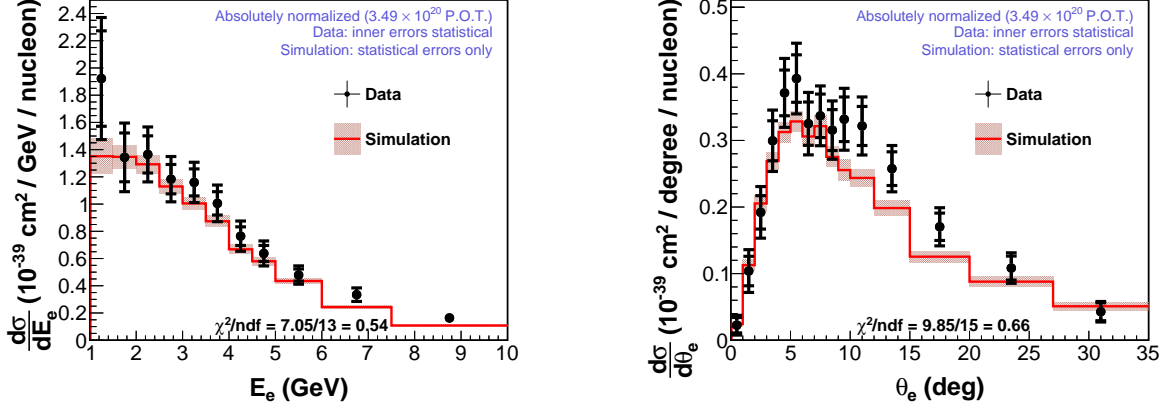 Absolutely normalized (3.49 × 10²⁰ P.O.T.)
Data: inner errors statistical
Simulation: statistical errors only
Data
Simulation
dσ/dE_e (10⁻³⁹ cm² / GeV / nucleon)
2.4
2.2
2
1.8
1.6
1.4
1.2
1
0.8
0.6
0.4
0.2
0
χ²/ndf = 7.05/13 = 0.54
1 2 3 4 5 6 7 8 9 10
E_e (GeV)
Absolutely normalized (3.49 × 10²⁰ P.O.T.)
Data: inner errors statistical
Simulation: statistical errors only
Data
Simulation
dσ/dθ_e (10⁻³⁹ cm² / degree / nucleon)
0.5
0.4
0.3
0.2
0.1
0
χ²/ndf = 9.85/15 = 0.66
0 5 10 15 20 25 30 35
θ_e (deg)